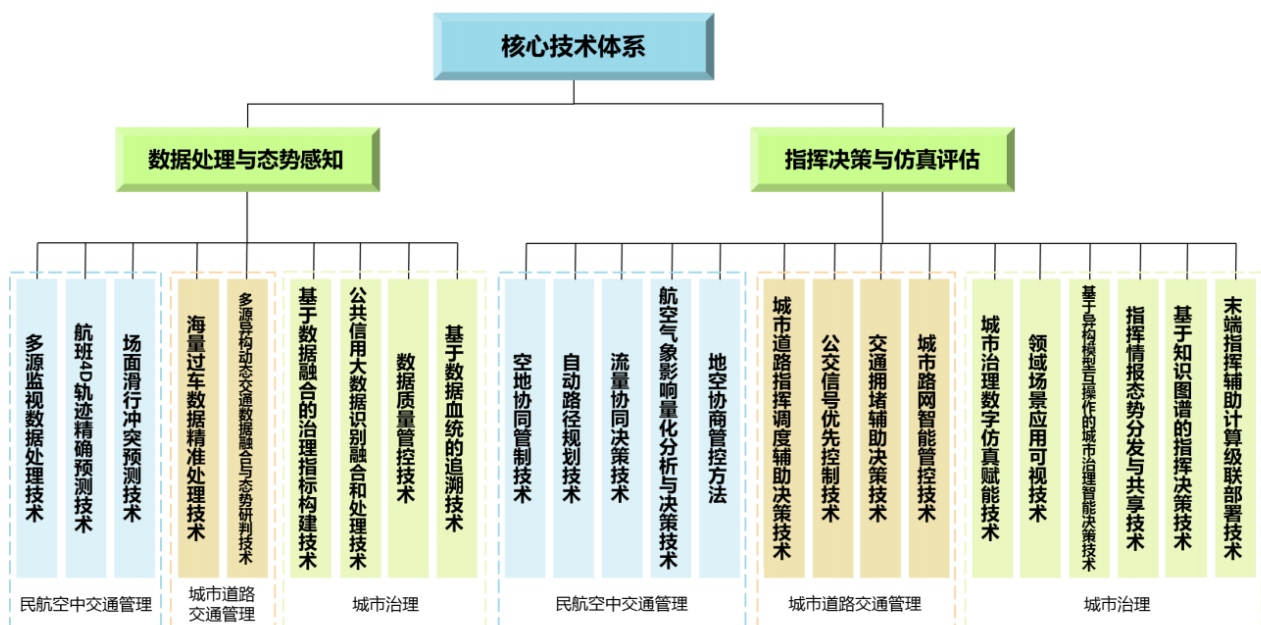 核心技术体系
数据处理与态势感知
指挥决策与仿真评估
多源监视数据处理技术
航班4D轨迹精确预测技术
场面滑行冲突预测技术
海量过车数据精准处理技术
多源异构动态交通数据融合与态势研判技术
基于数据融合的治理指标构建技术
公共信用大数据识别融合和处理技术
数据质量管控技术
基于数据血统的追溯技术
空地协同管制技术
自动路径规划技术
流量协同决策技术
航空气象影响量化分析与决策技术
地空协商管控方法
城市道路指挥调度辅助决策技术
公交信号优先控制技术
交通拥堵辅助决策技术
城市路网智能管控技术
城市治理数字仿真赋能技术
领域场景应用可视技术
基于异构模型互操作的城市治理智能决策技术
指挥情报态势分发与共享技术
基于知识图谱的指挥决策技术
末端指挥辅助计算级联部署技术
民航空中交通管理
城市道路
交通管理
城市治理
民航空中交通管理
城市道路交通管理
城市治理